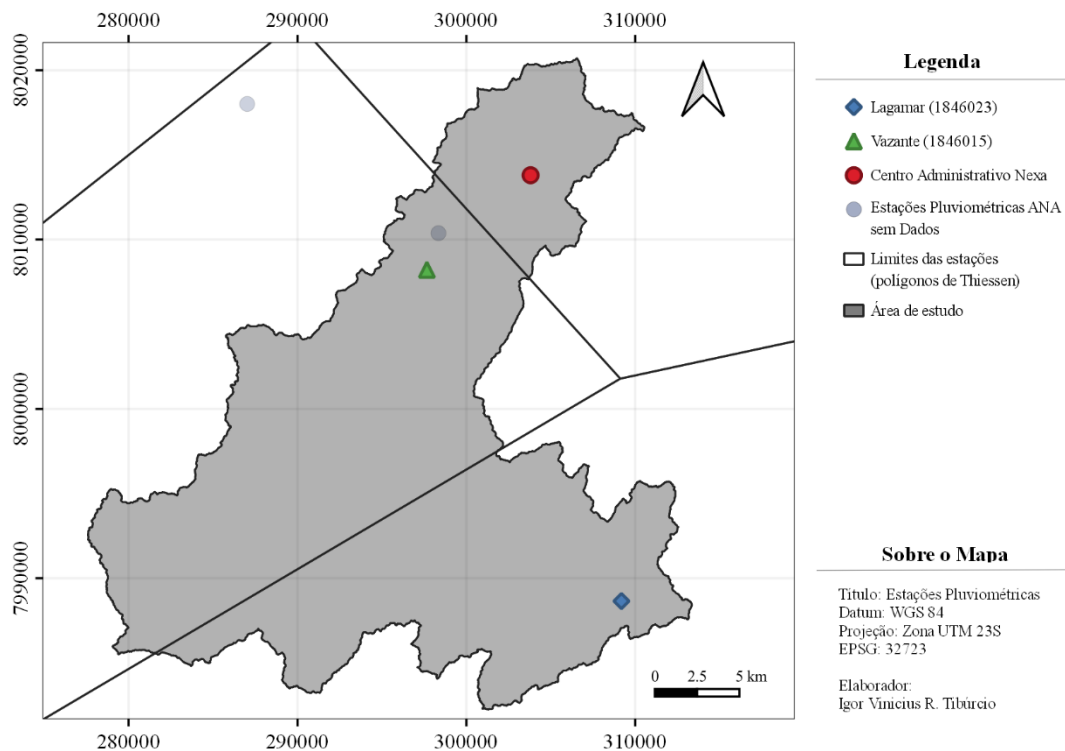 280000
290000
300000
310000
8020000
8010000
8000000
7990000
280000
290000
300000
310000
0
2.5
5 km
Legenda
Lagamar (1846023)
Vazante (1846015)
Centro Administrativo Nexa
Estações Pluviométricas ANA
sem Dados
Limites das estações
(polígonos de Thiessen)
Área de estudo
Sobre o Mapa
Título: Estações Pluviométricas
Datum: WGS 84
Projeção: Zona UTM 23S
EPSG: 32723
Elaborador:
Igor Vinicius R. Tibúrcio